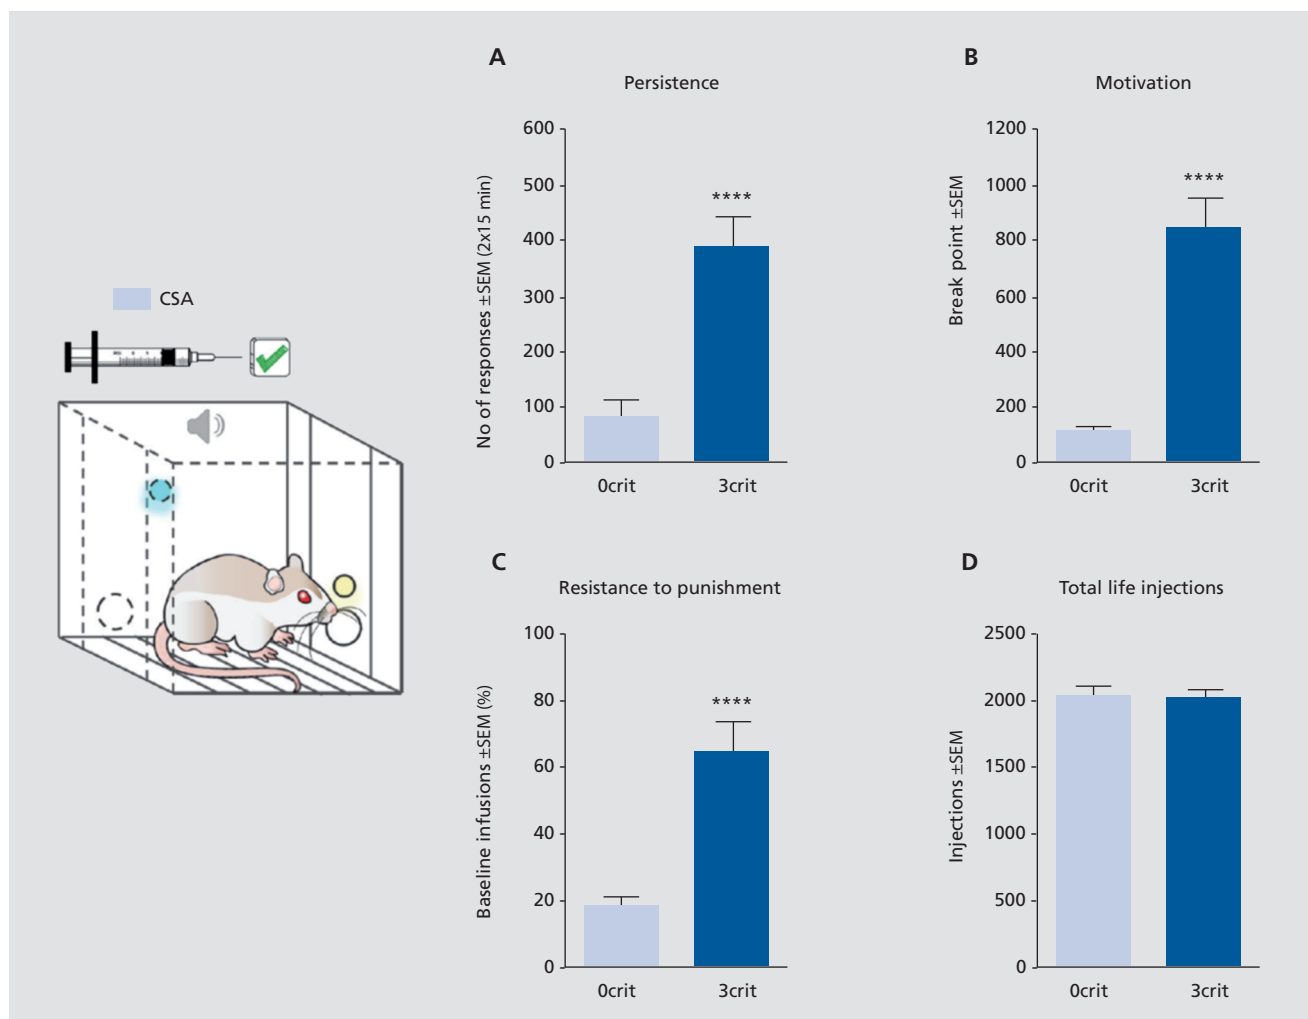 A
Persistence
No of responses ±SEM (2x15 min)
600
500
400
300
200
100
0
****
0crit
3crit
B
Motivation
Break point ±SEM
1200
1000
800
600
400
200
0
****
0crit
3crit
CSA
C
Resistance to punishment
Baseline infusions ±SEM (%)
100
80
60
40
20
0
****
0crit
3crit
D
Total life injections
Injections ±SEM
2500
2000
1500
1000
500
0
0crit
3crit